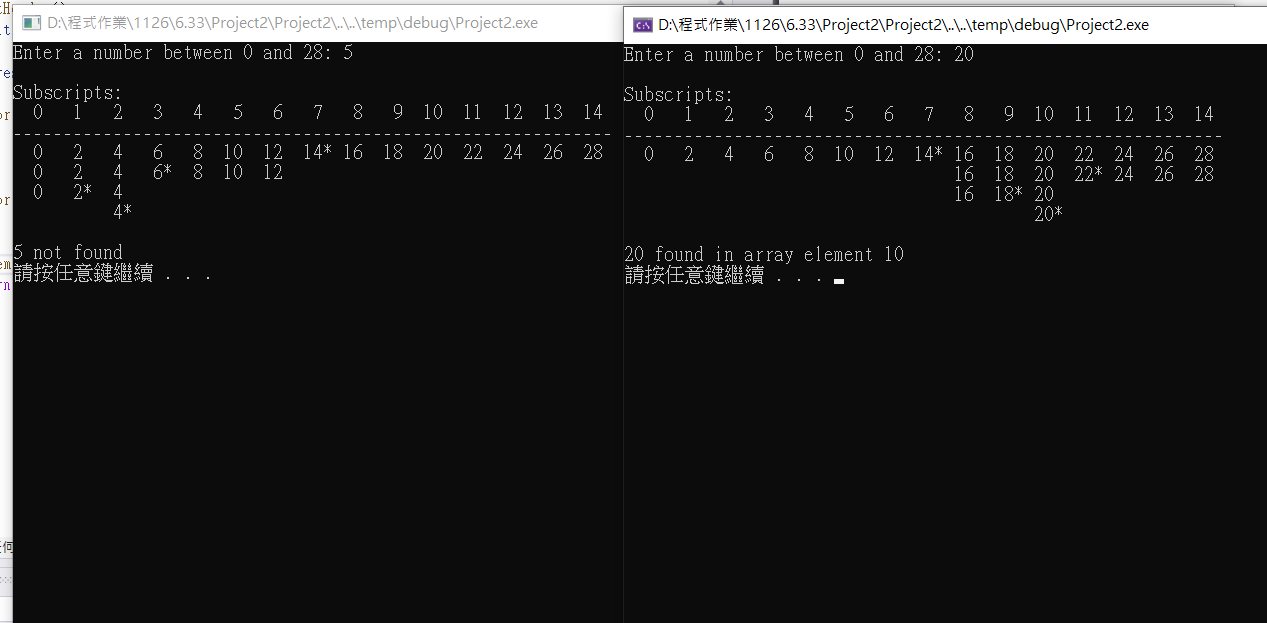 D:\程式作業\1126\6.33\Project2\Project2\..\..\temp\debug\Project2.exe
Enter a number between 0 and 28: 5
Subscripts:
0 1 2 3 4 5 6 7 8 9 10 11 12 13 14
------------------------------------------------------------
0 2 4 6 8 10 12 14* 16 18 20 22 24 26 28
0 2 4 6* 8 10 12
0 2* 4
4*
5 not found
請按任意鍵繼續 . . .
D:\程式作業\1126\6.33\Project2\Project2\..\..\temp\debug\Project2.exe
Enter a number between 0 and 28: 20
Subscripts:
0 1 2 3 4 5 6 7 8 9 10 11 12 13 14
------------------------------------------------------------
0 2 4 6 8 10 12 14* 16 18 20 22 24 26 28
16 18 20 22* 24 26 28
16 18* 20
20*
20 found in array element 10
請按任意鍵繼續 . . .